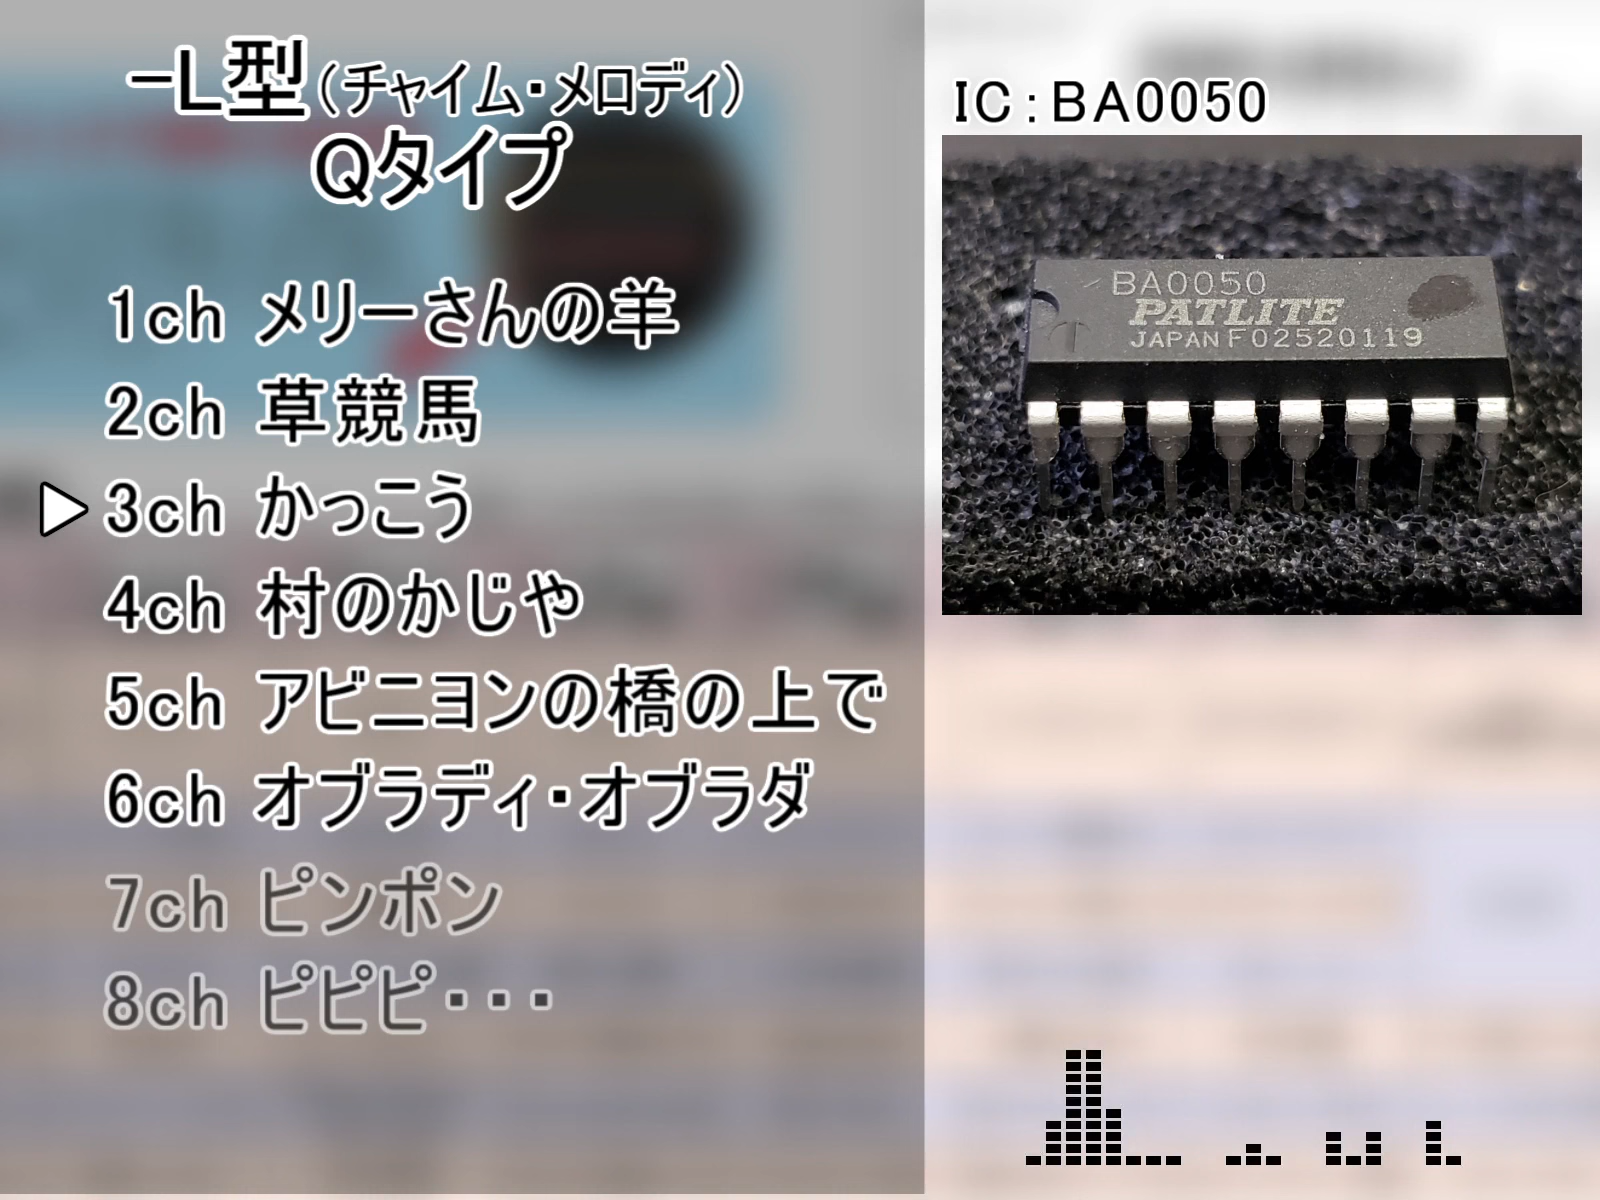 -L型(チャイム・メロディ)
Qタイプ
1ch メリーさんの羊
2ch 草競馬
3ch かっこう
4ch 村のかじや
5ch アビニヨンの橋の上で
6ch オブラディ・オブラダ
7ch ピンポン
8ch ピピピ・・・
IC:BA0050
BA0050
PATLITE
JAPAN F02520119